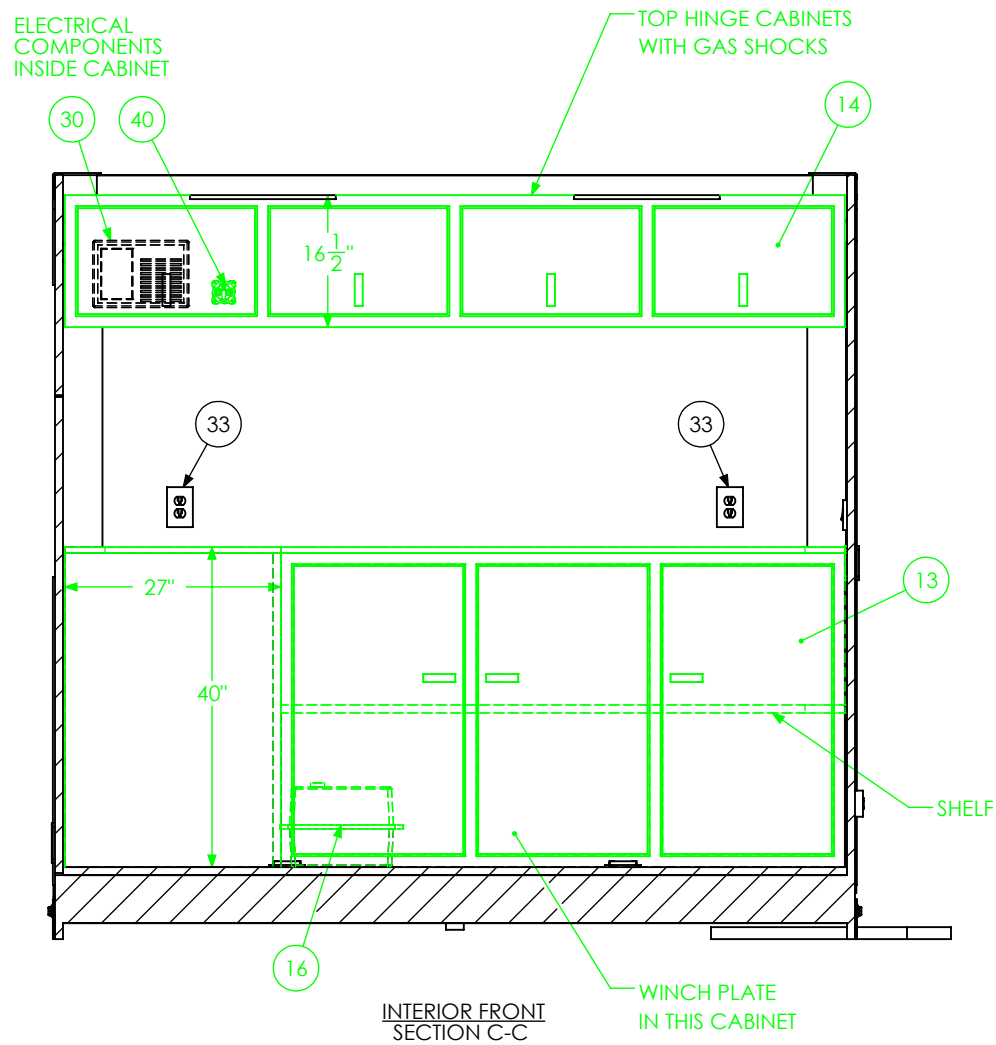 ELECTRICAL
COMPONENTS
INSIDE CABINET
TOP HINGE CABINETS
WITH GAS SHOCKS
30
40
14
16 1/2"
33
33
27"
13
40"
SHELF
16
WINCH PLATE
IN THIS CABINET
INTERIOR FRONT
SECTION C-C